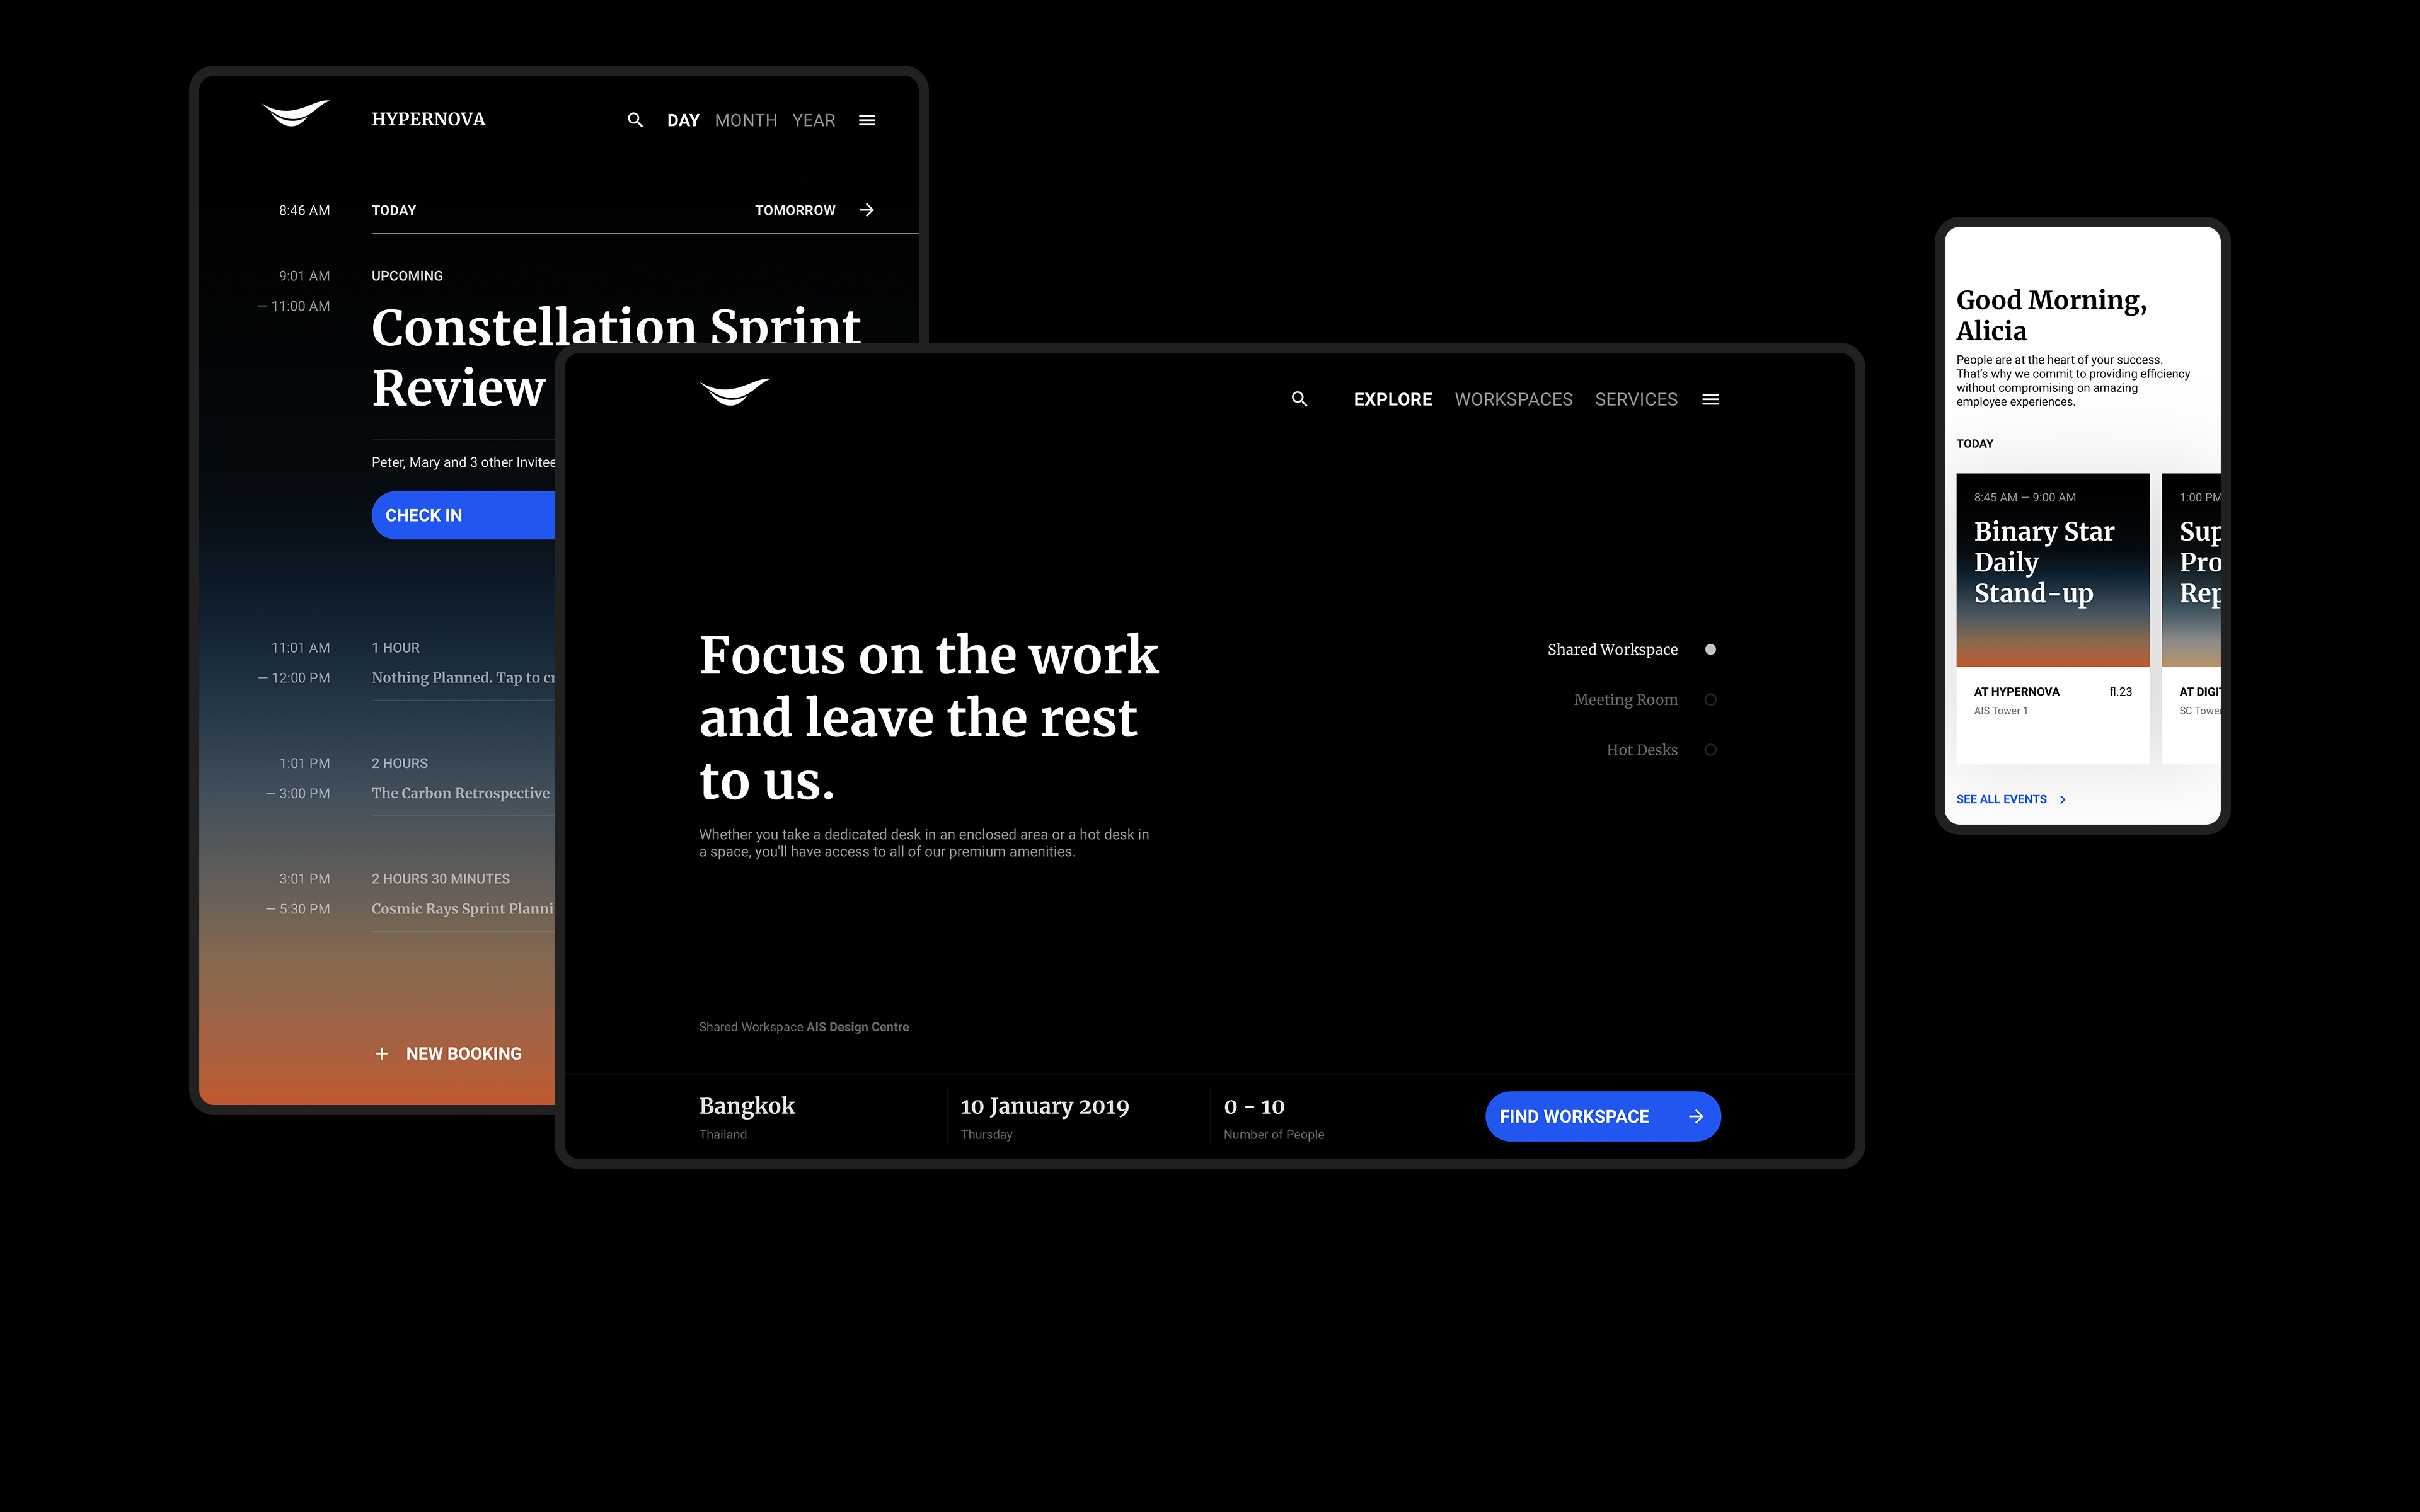 HYPERNOVA
DAY MONTH YEAR
8:46 AM TODAY TOMORROW
9:01 AM UPCOMING
— 11:00 AM
Constellation Sprint
Review
Peter, Mary and 3 other
CHECK IN
11:01 AM 1 HOUR
— 12:00 PM Nothing Planned. Tap to
1:01 PM 2 HOURS
— 3:00 PM The Carbon Retrospective
3:01 PM 2 HOURS 30 MINUTES
— 5:30 PM Cosmic Rays Sprint
NEW BOOKING
EXPLORE WORKSPACES SERVICES
Focus on the work
and leave the rest
to us.
Whether you take a dedicated desk in an enclosed area or a hot desk in
a space, you'll have access to all of our premium amenities.
Shared Workspace
Meeting Room
Hot Desks
Shared Workspace AIS Design Centre
Bangkok
Thailand
10 January 2019
Thursday
0 - 10
Number of People
FIND WORKSPACE
Good Morning,
Alicia
People are at the heart of your success.
That's why we commit to providing efficiency
without compromising on amazing
employee experiences.
TODAY
8:45 AM — 9:00 AM
Binary Star
Daily
Stand-up
AT HYPERNOVA fl.23
AIS Tower 1
1:00 PM
Sup
Pro
Rep
AT DIGI
SC Tower
SEE ALL EVENTS